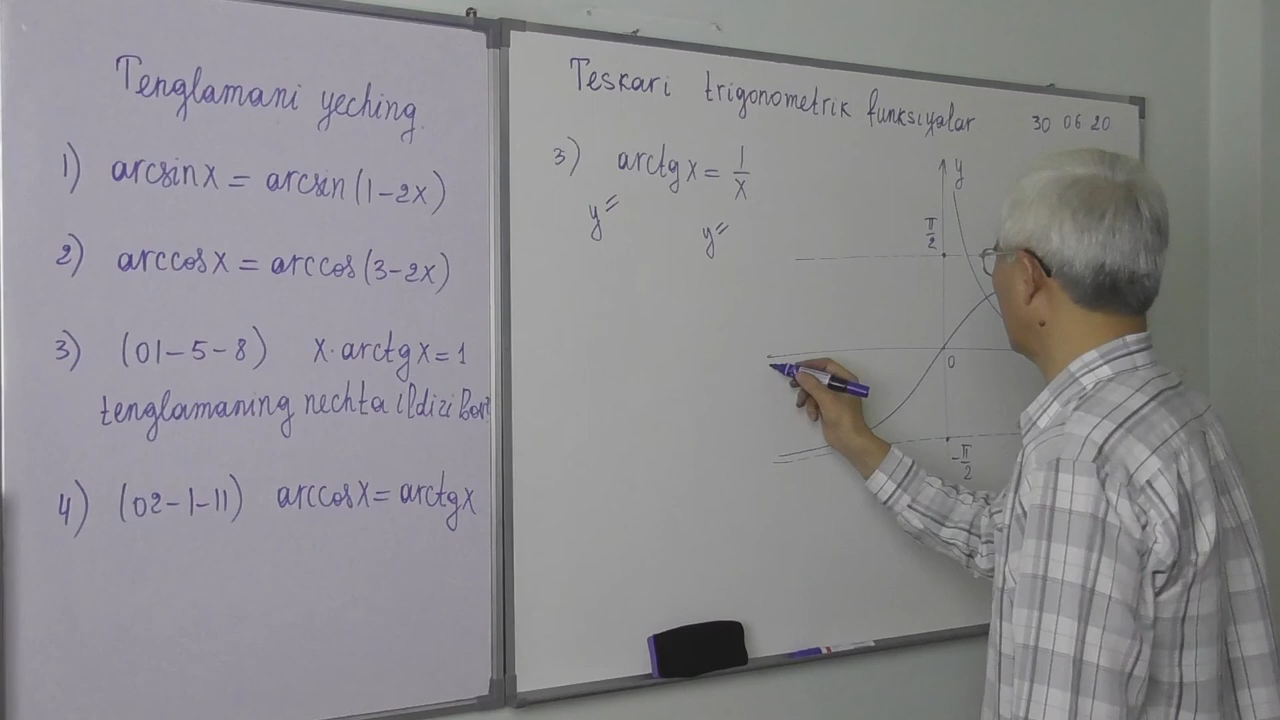 Tenglamani yeching.
1) arcsin x = arcsin (1-2x)
2) arccos x = arccos (3-2x)
3) (01-5-8) x·arctg x = 1
tenglamaning nechta ildizi bor?
4) (02-1-11) arccos x = arctg x
Teskari trigonometrik funksiyalar
30 06 20.
3) arctg x = 1/x
y=
y=
y
π/2
0
-π/2